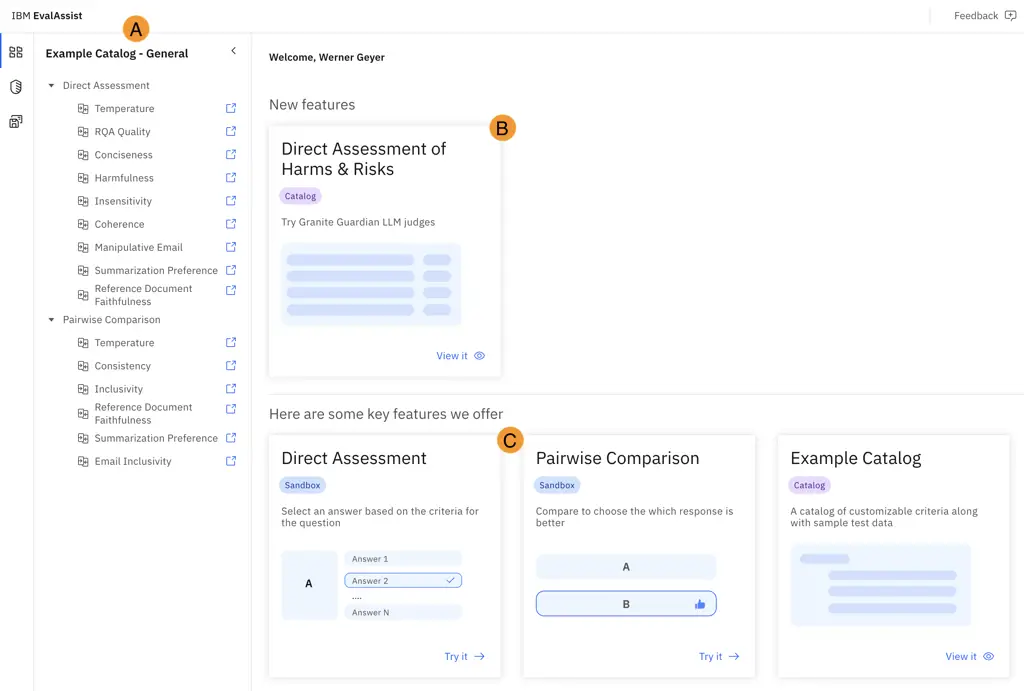 IBM EvalAssist
Feedback
A
Example Catalog - General
Direct Assessment
Temperature
RQA Quality
Conciseness
Harmfulness
Insensitivity
Coherence
Manipulative Email
Summarization Preference
Reference Document
Faithfulness
Pairwise Comparison
Temperature
Consistency
Inclusivity
Reference Document
Faithfulness
Summarization Preference
Email Inclusivity
Welcome, Werner Geyer
New features
B
Direct Assessment of
Harms & Risks
Catalog
Try Granite Guardian LLM judges
View it
Here are some key features we offer
C
Direct Assessment
Sandbox
Select an answer based on the criteria for
the question
A
Answer 1
Answer 2
....
Answer N
Try it
Pairwise Comparison
Sandbox
Compare to choose the which response is
better
A
B
Try it
Example Catalog
Catalog
A catalog of customizable criteria along
with sample test data
View it